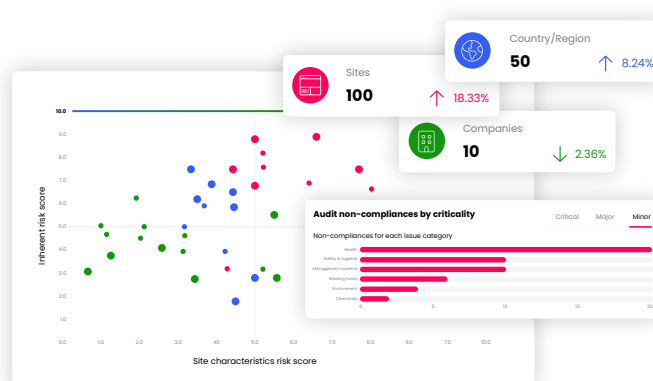 Country/Region
50
8.24%
Sites
100
18.33%
Companies
10
2.36%
10.0
9.0
8.0
7.0
6.0
5.0
4.0
3.0
2.0
1.0
Inherent risk score
0.0 1.0 2.0 3.0 4.0 5.0 6.0 7.0 8.0 8.0 9.0 10.0
Site characteristics risk score
Audit non-compliances by criticality
Critical Major Minor
Non-compliances for each issue category
Health
Safety & hygiene
Management systems
Working hours
Environment
Chemicals
0 5 10 15 20